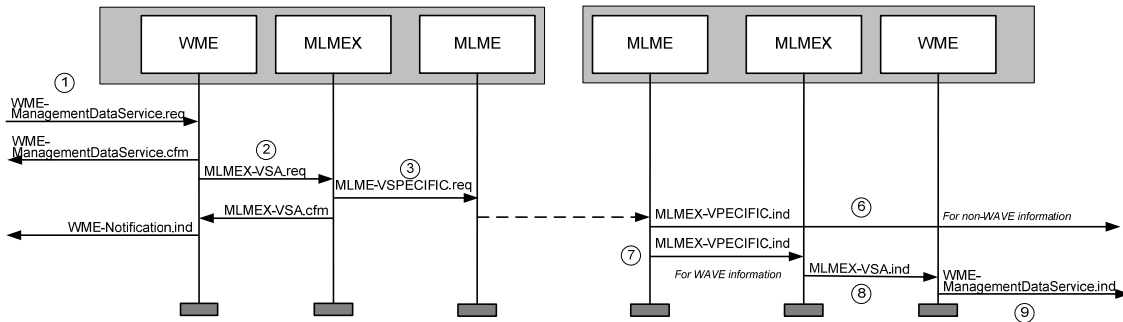 WME
MLMEX
MLME
MLME
MLMEX
WME
1
WME-
ManagementDataService.req
WME-
ManagementDataService.cfm
2
MLMEX-VSA.req
3
MLME-VSPECIFIC.req
MLMEX-VSA.cfm
WME-Notification.ind
MLMEX-VPECIFIC.ind
6
For non-WAVE information
7
MLMEX-VPECIFIC.ind
For WAVE information
MLMEX-VSA.ind
8
WME-
ManagementDataService.ind
9